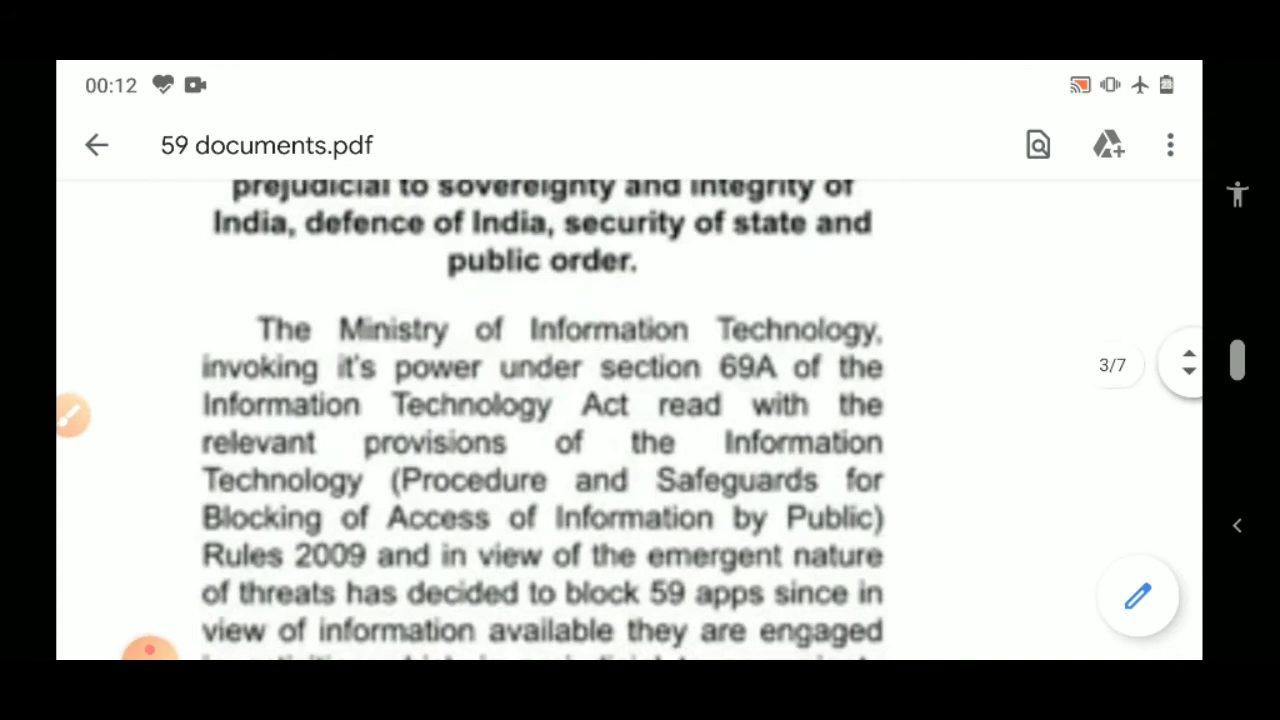 00:12
59 documents.pdf
prejudicial to sovereignty and integrity of
India, defence of India, security of state and
public order.
The Ministry of Information Technology,
invoking it's power under section 69A of the
Information Technology Act read with the
relevant provisions of the Information
Technology (Procedure and Safeguards for
Blocking of Access of Information by Public)
Rules 2009 and in view of the emergent nature
of threats has decided to block 59 apps since in
view of information available they are engaged
3/7